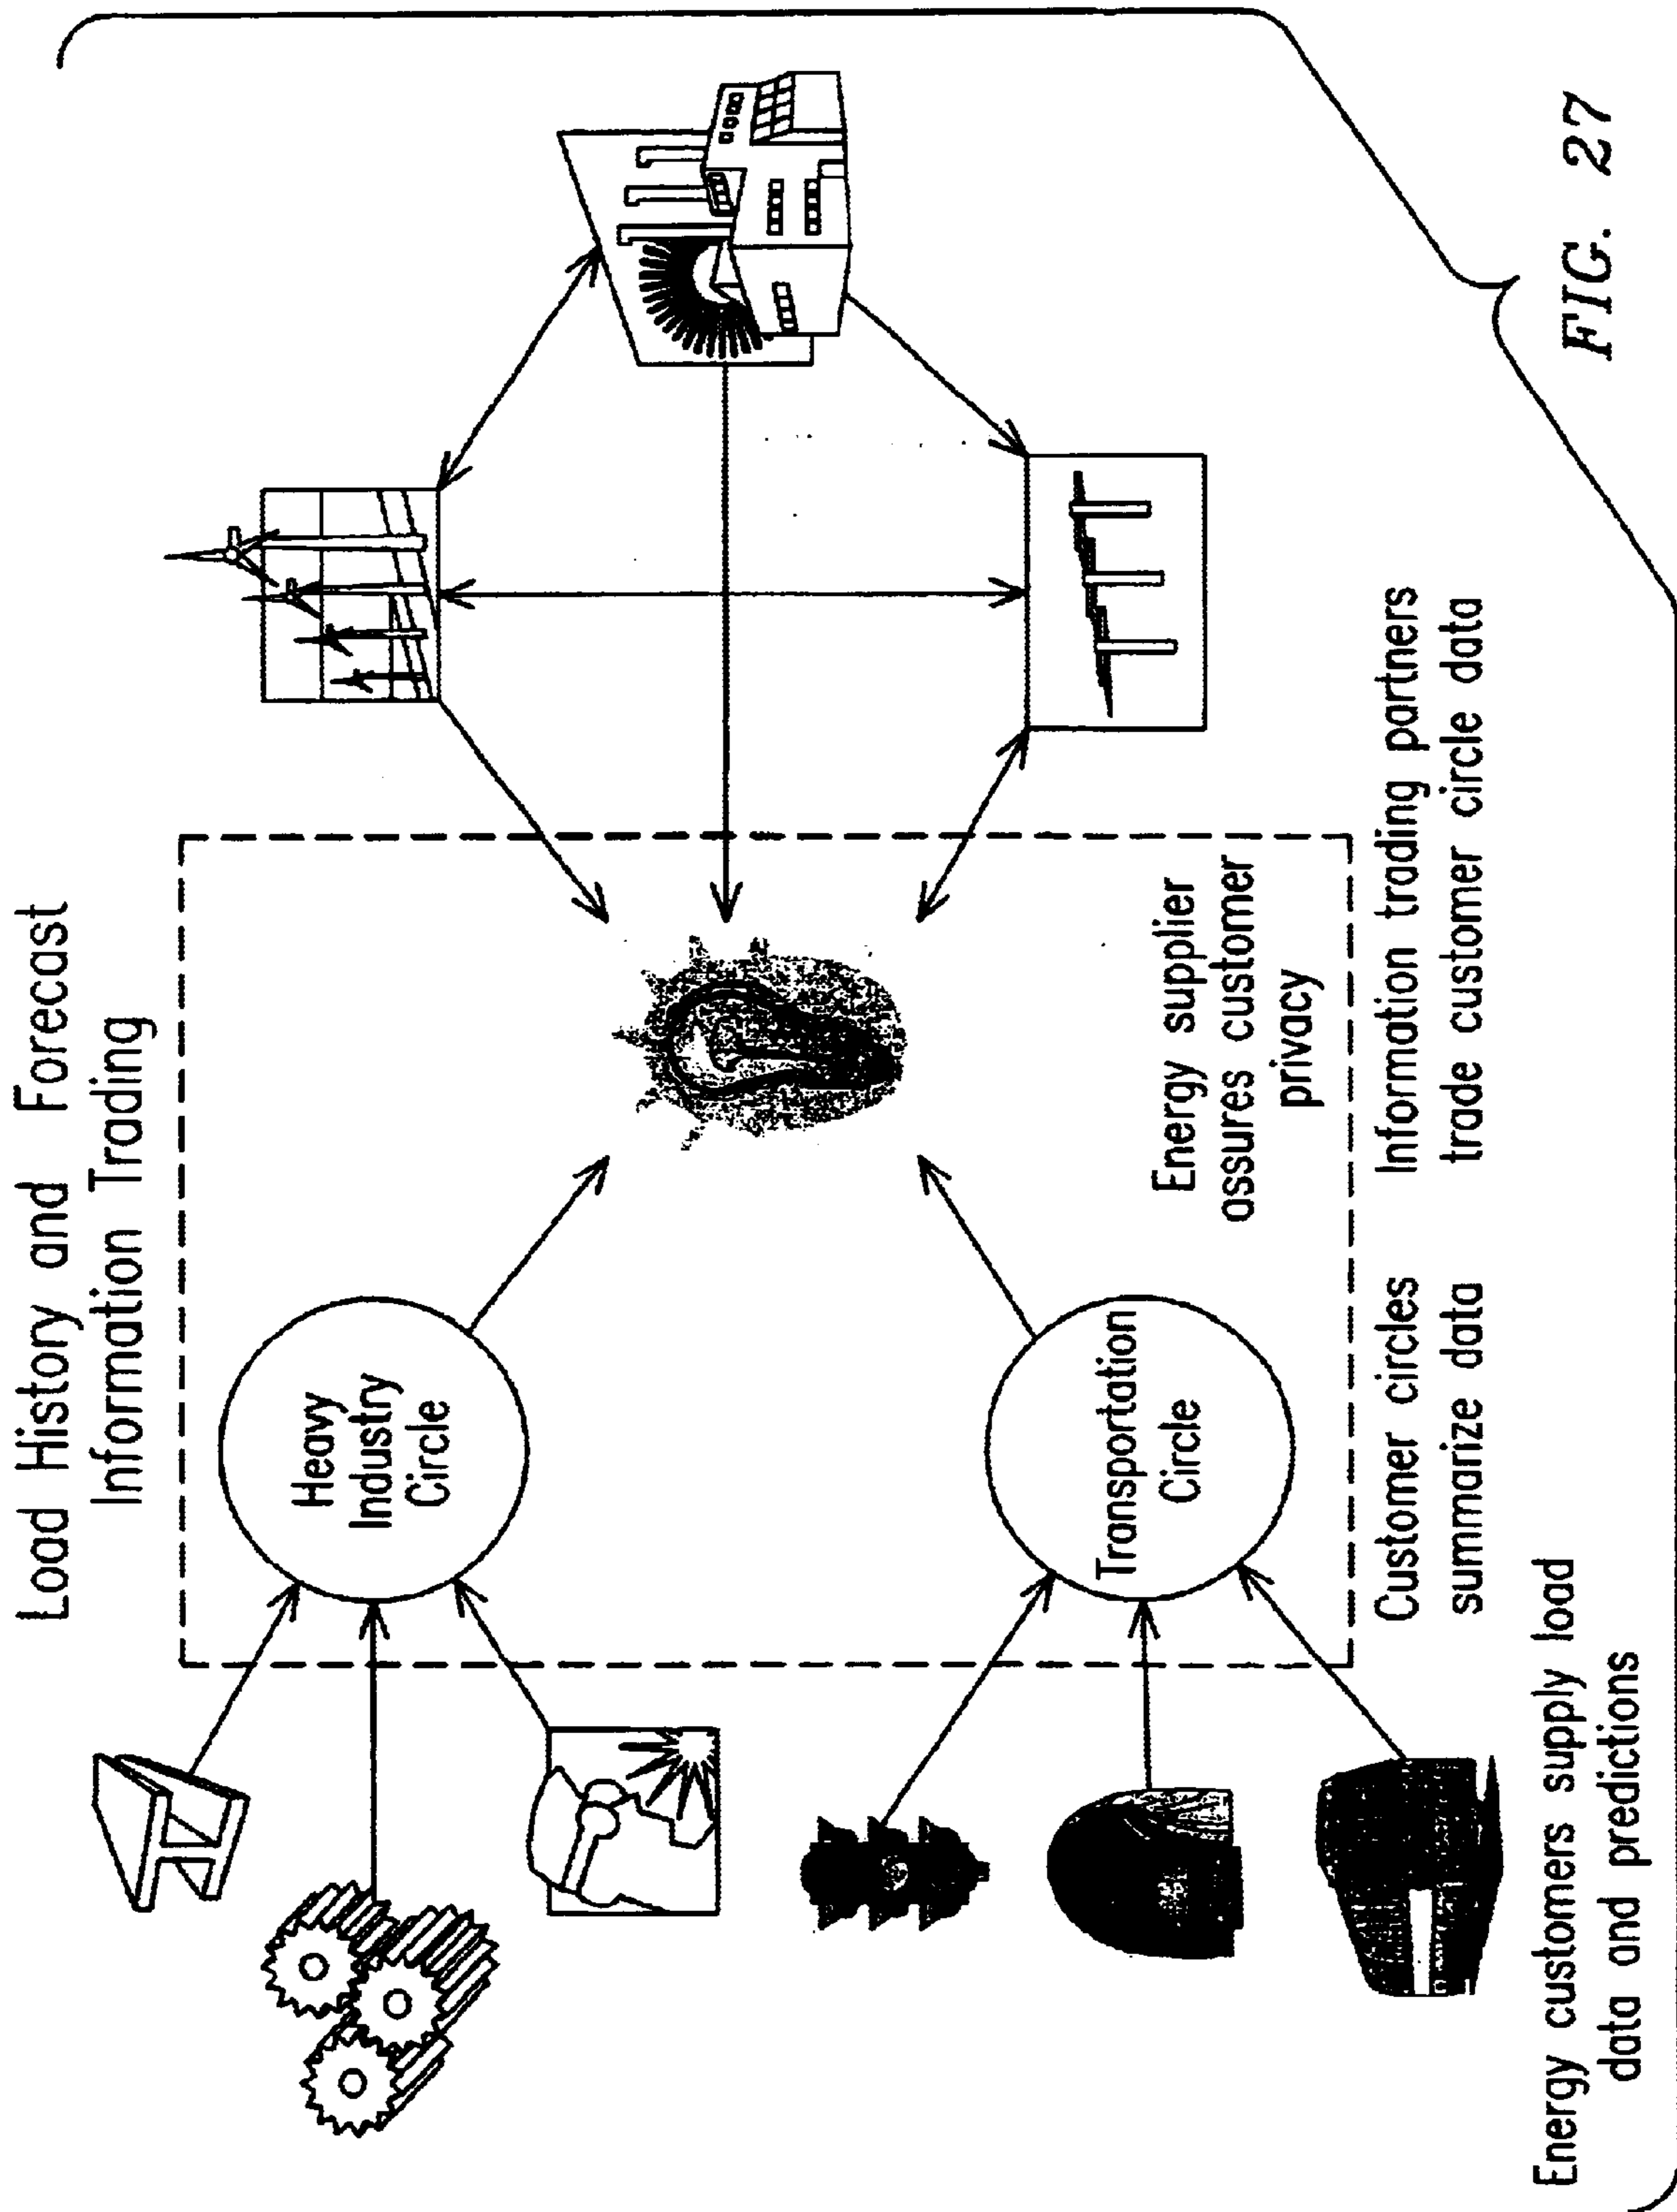 Load History and Forecast
Information Trading
Heavy
Industry
Circle
Transportation
Circle
Energy supplier
assures customer
privacy
Customer circles
summarize data
Information trading partners
trade customer circle data
Energy customers supply load
data and predictions
FIG. 27